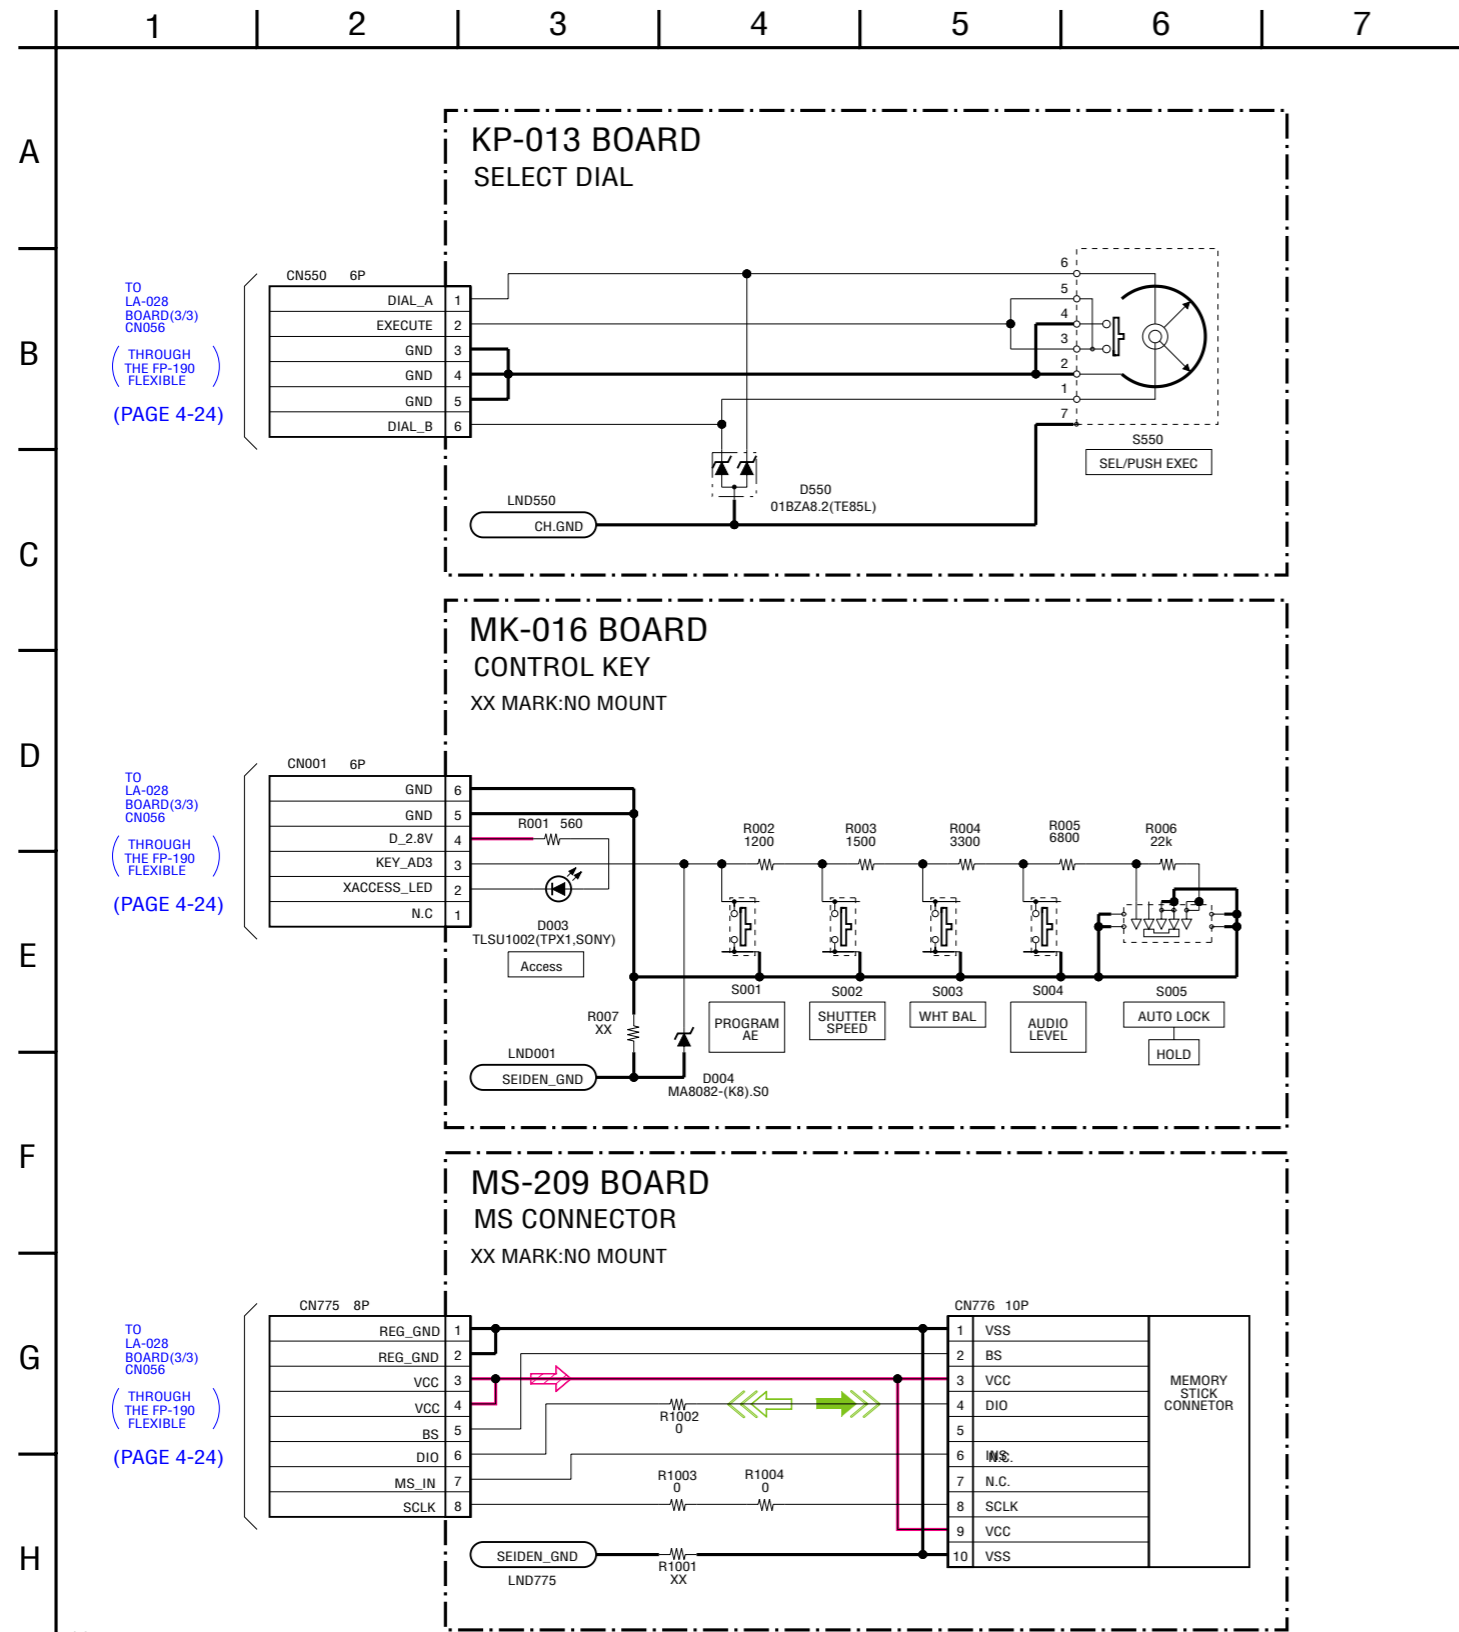 1 2 3 4 5 6 7
A
KP-013 BOARD
SELECT DIAL
B
TO
LA-028
BOARD(3/3)
CN056
THROUGH
THE FP-190
FLEXIBLE
(PAGE 4-24)
CN550 6P
DIAL_A 1
EXECUTE 2
GND 3
GND 4
GND 5
DIAL_B 6
6
5
4
3
2
1
7
S550
SEL/PUSH EXEC
D550
01BZA8.2(TE85L)
LND550
CH.GND
C
MK-016 BOARD
CONTROL KEY
XX MARK:NO MOUNT
D
TO
LA-028
BOARD(3/3)
CN056
THROUGH
THE FP-190
FLEXIBLE
(PAGE 4-24)
CN001 6P
GND 6
GND 5
D_2.8V 4
KEY_AD3 3
XACCESS_LED 2
N.C 1
R001 560
R002
1200
R003
1500
R004
3300
R005
6800
R006
22k
D003
TLSU1002(TPX1,SONY)
Access
E
S001
PROGRAM
AE
S002
SHUTTER
SPEED
S003
WHT BAL
S004
AUDIO
LEVEL
S005
AUTO LOCK
HOLD
R007
XX
LND001
SEIDEN_GND
D004
MA8082-(K8).S0
F
MS-209 BOARD
MS CONNECTOR
XX MARK:NO MOUNT
G
TO
LA-028
BOARD(3/3)
CN056
THROUGH
THE FP-190
FLEXIBLE
(PAGE 4-24)
CN775 8P
REG_GND 1
REG_GND 2
VCC 3
VCC 4
BS 5
DIO 6
MS_IN 7
SCLK 8
R1002
0
R1003
0
R1004
0
CN776 10P
1 VSS
2 BS
3 VCC
4 DIO
5
6 INS
N.C.
7 N.C.
8 SCLK
9 VCC
10 VSS
MEMORY
STICK
CONNETOR
H
SEIDEN_GND
LND775
R1001
XX